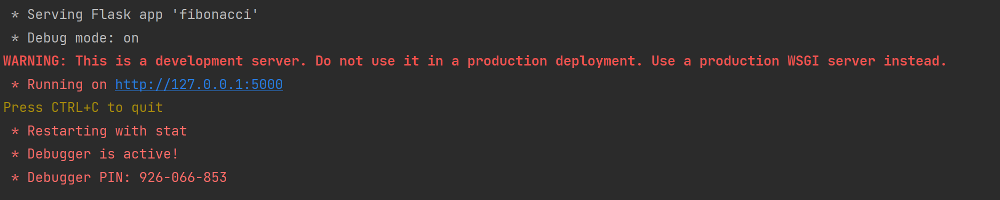 * Serving Flask app 'fibonacci'
* Debug mode: on
WARNING: This is a development server. Do not use it in a production deployment. Use a production WSGI server instead.
* Running on http://127.0.0.1:5000
Press CTRL+C to quit
* Restarting with stat
* Debugger is active!
* Debugger PIN: 926-066-853